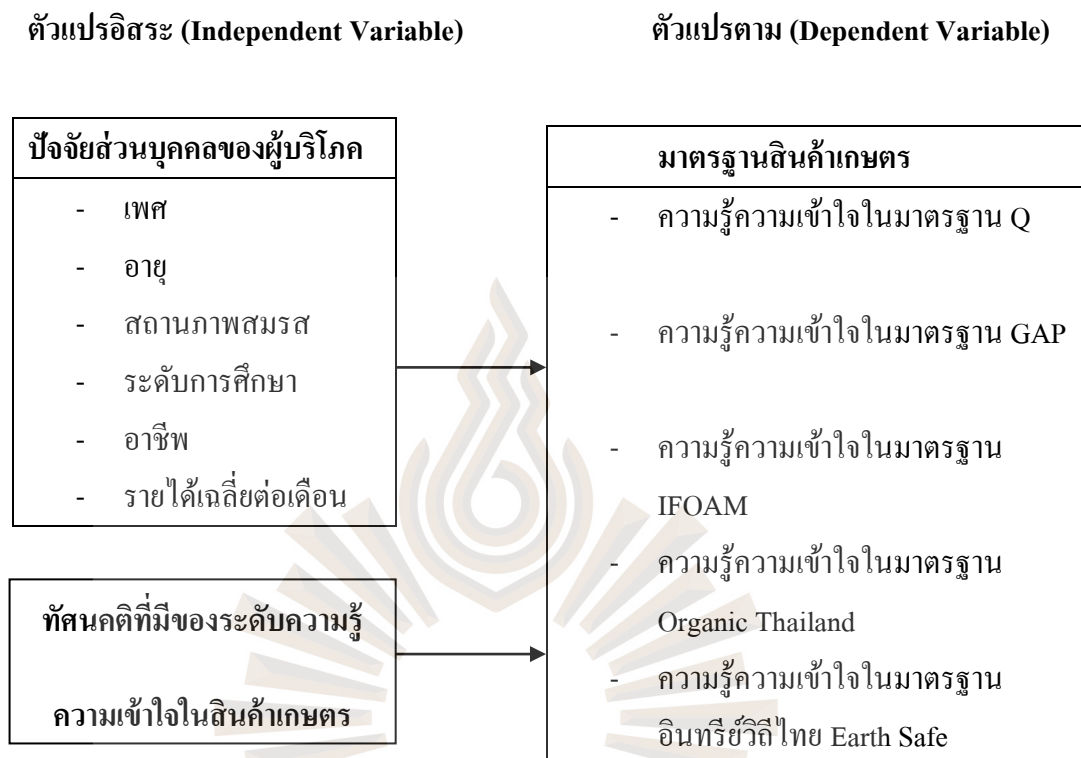 ตัวแปรอิสระ (Independent Variable)
ตัวแปรตาม (Dependent Variable)
ปัจจัยส่วนบุคคลของผู้บริโภค
- เพศ
- อายุ
- สถานภาพสมรส
- ระดับการศึกษา
- อาชีพ
- รายได้เฉลี่ยต่อเดือน
ทัศนคติที่มีของระดับความรู้
ความเข้าใจในสินค้าเกษตร
มาตรฐานสินค้าเกษตร
- ความรู้ความเข้าใจในมาตรฐาน Q
- ความรู้ความเข้าใจในมาตรฐาน GAP
- ความรู้ความเข้าใจในมาตรฐาน
IFOAM
- ความรู้ความเข้าใจในมาตรฐาน
Organic Thailand
- ความรู้ความเข้าใจในมาตรฐาน
อินทรีย์วิถีไทย Earth Safe